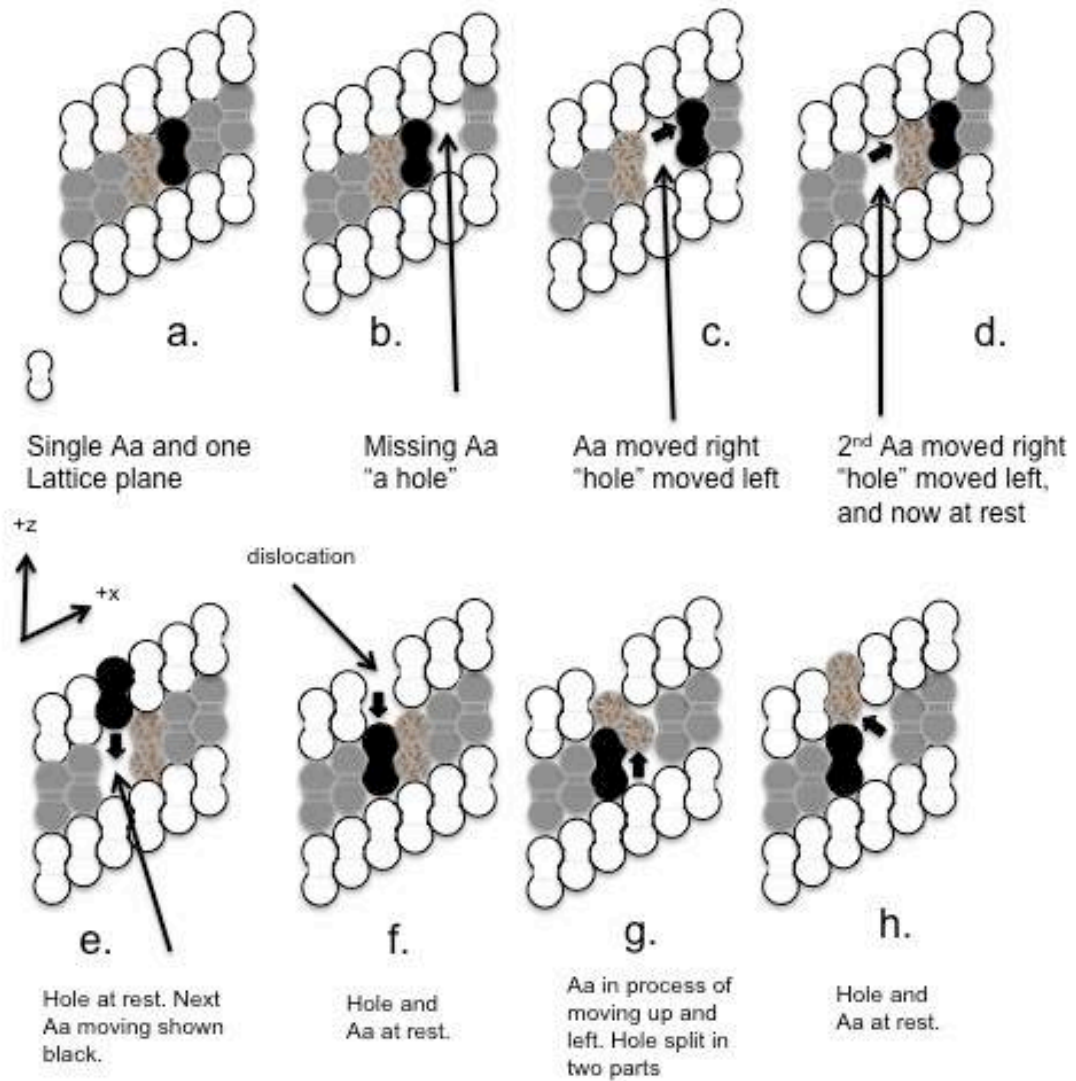 a.
b.
c.
d.
Single Aa and one
Lattice plane
Missing Aa
“a hole”
Aa moved right
“hole” moved left
2nd Aa moved right
“hole” moved left,
and now at rest
+z
+x
dislocation
e.
f.
g.
h.
Hole at rest. Next
Aa moving shown
black.
Hole and
Aa at rest.
Aa in process of
moving up and
left. Hole split in
two parts
Hole and
Aa at rest.